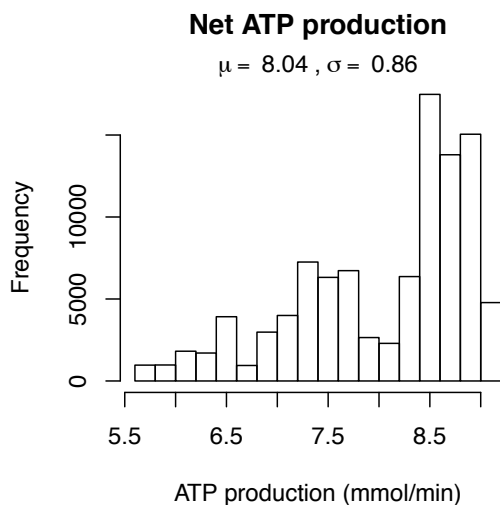 Net ATP production
μ = 8.04 , σ = 0.86
Frequency
0 5000 10000
5.5 6.5 7.5 8.5
ATP production (mmol/min)